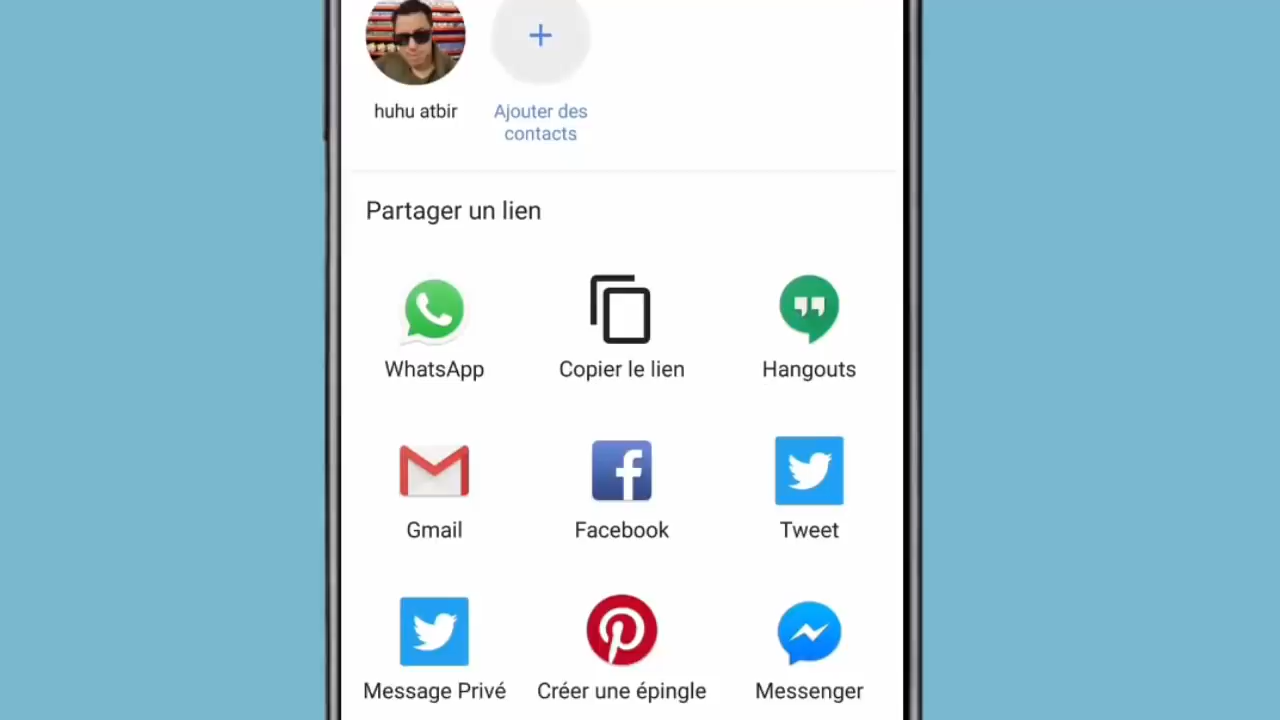 huhu atbir
Ajouter des
contacts
Partager un lien
WhatsApp
Copier le lien
Hangouts
Gmail
Facebook
Tweet
Message Privé
Créer une épingle
Messenger